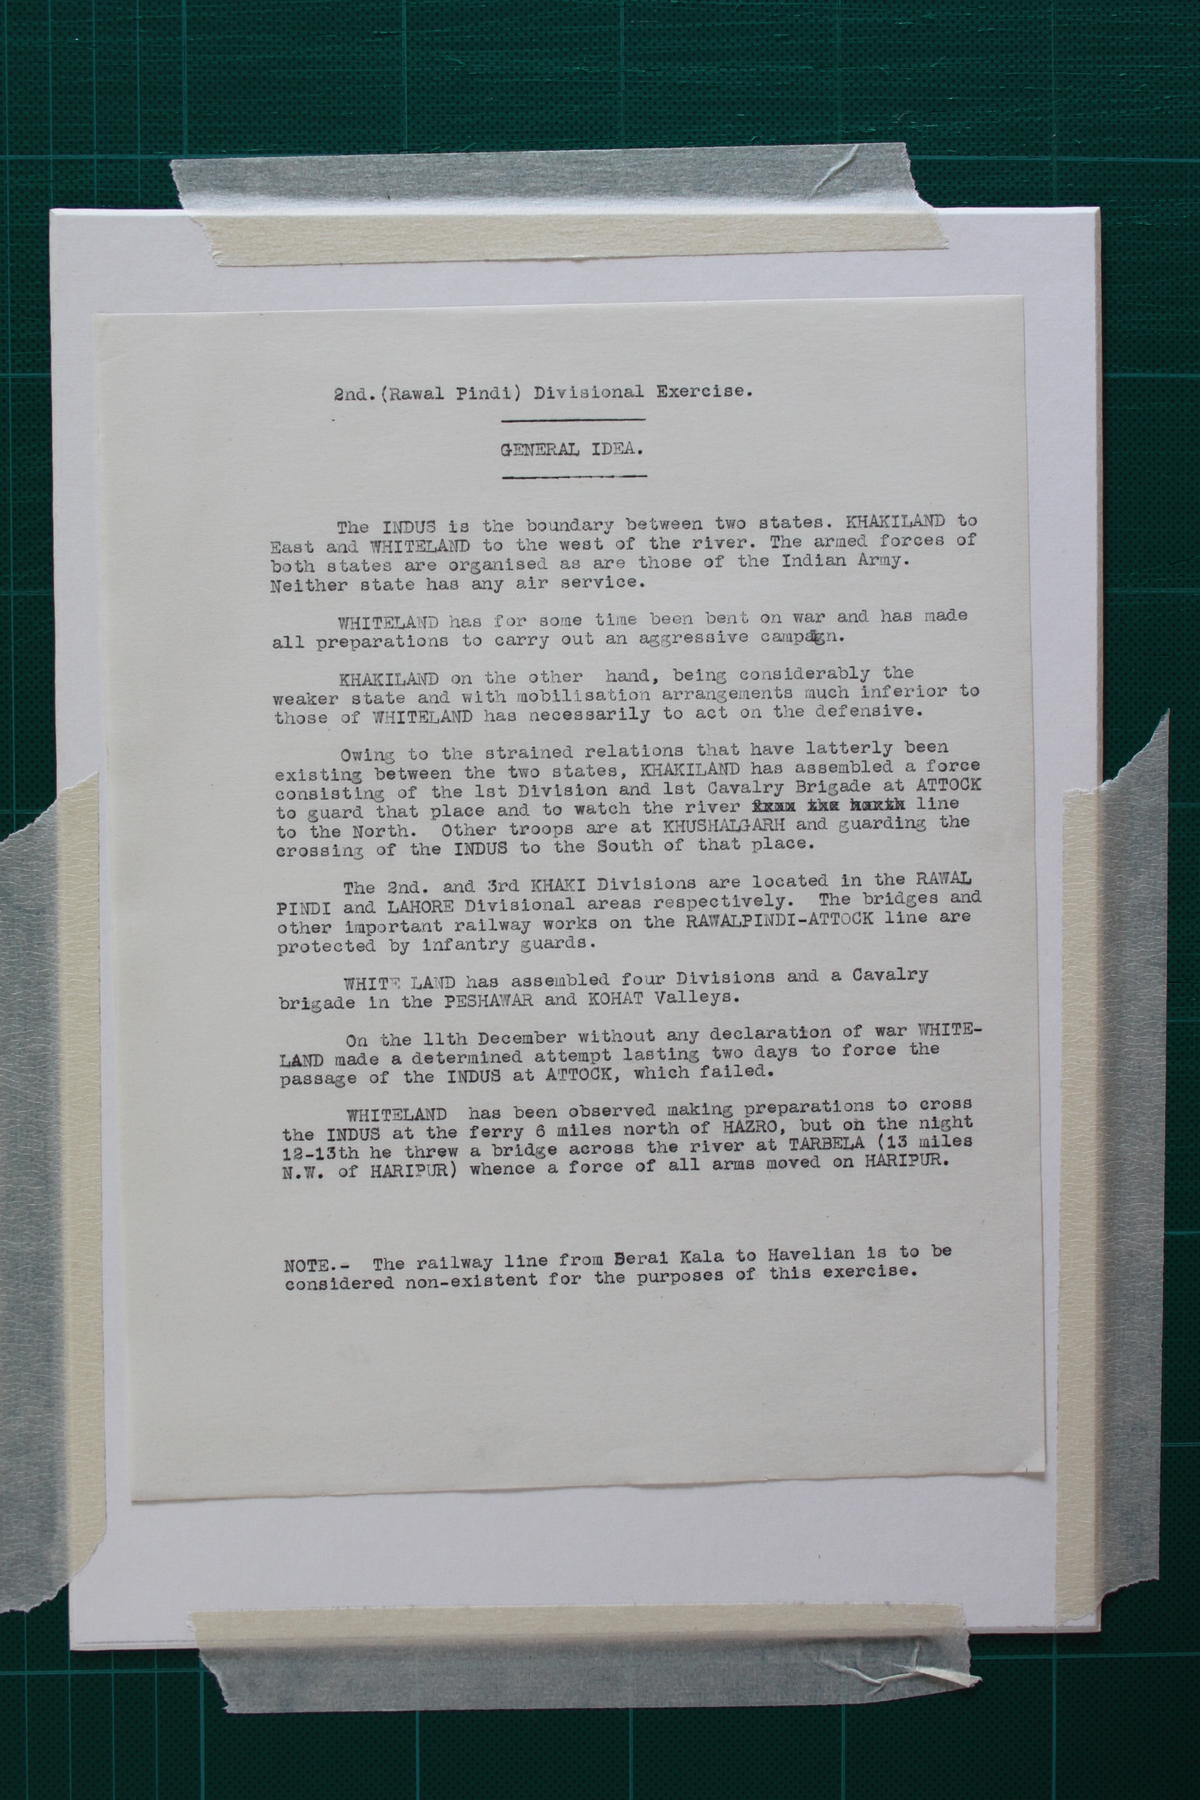 2nd.(Rawal Pindi) Divisional Exercise.
GENERAL IDEA.
The INDUS is the boundary between two states. KHAKILAND to
East and WHITELAND to the west of the river. The armed forces of
both states are organised as are those of the Indian Army.
Neither state has any air service.
WHITELAND has for some time been bent on war and has made
all preparations to carry out an aggressive campaign.
KHAKILAND on the other hand, being considerably the
weaker state and with mobilisation arrangements much inferior to
those of WHITELAND has necessarily to act on the defensive.
Owing to the strained relations that have latterly been
existing between the two states, KHAKILAND has assembled a force
consisting of the 1st Division and 1st Cavalry Brigade at ATTOCK
to guard that place and to watch the river line
to the North. Other troops are at KHUSHALGARH and guarding the
crossing of the INDUS to the South of that place.
The 2nd. and 3rd KHAKI Divisions are located in the RAWAL
PINDI and LAHORE Divisional areas respectively. The bridges and
other important railway works on the RAWALPINDI-ATTOCK line are
protected by infantry guards.
WHITE LAND has assembled four Divisions and a Cavalry
brigade in the PESHAWAR and KOHAT Valleys.
On the 11th December without any declaration of war WHITE-
LAND made a determined attempt lasting two days to force the
passage of the INDUS at ATTOCK, which failed.
WHITELAND has been observed making preparations to cross
the INDUS at the ferry 6 miles north of HAZRO, but on the night
12-13th he threw a bridge across the river at TARBELA (13 miles
N.W. of HARIPUR) whence a force of all arms moved on HARIPUR.
NOTE.- The railway line from Serai Kala to Havelian is to be
considered non-existent for the purposes of this exercise.